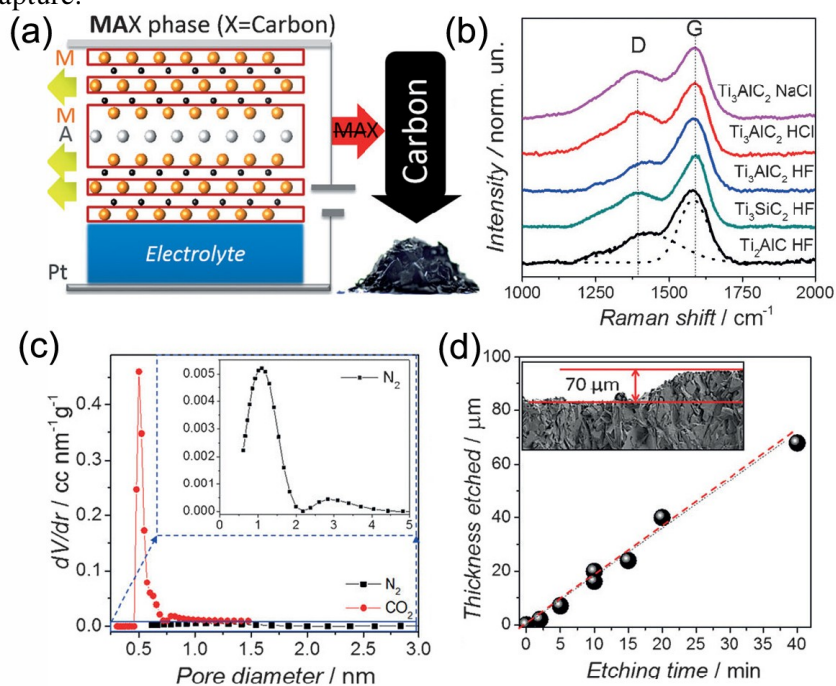 apture.
(a)
MAX phase (X=Carbon)
M
M
A
MAX
Carbon
Electrolyte
Pt
(b)
D
G
Ti₃AlC₂ NaCl
Ti₃AlC₂ HCl
Ti₃AlC₂ HF
Ti₃SiC₂ HF
Ti₂AlC HF
Intensity / norm. un.
1000 1250 1500 1750 2000
Raman shift / cm⁻¹
(c)
0.4
0.3
0.2
0.1
0.0
dV/dr / cc nm⁻¹g⁻¹
0.005
0.004
0.003
0.002
0.001
0.000
0 1 2 3 4 5
N₂
N₂
CO₂
0.5 1.0 1.5 2.0 2.5 3.0
Pore diameter / nm
(d)
100
80
60
40
20
0
Thickness etched / µm
70 µm
0 5 10 15 20 25 30 35 40
Etching time / min